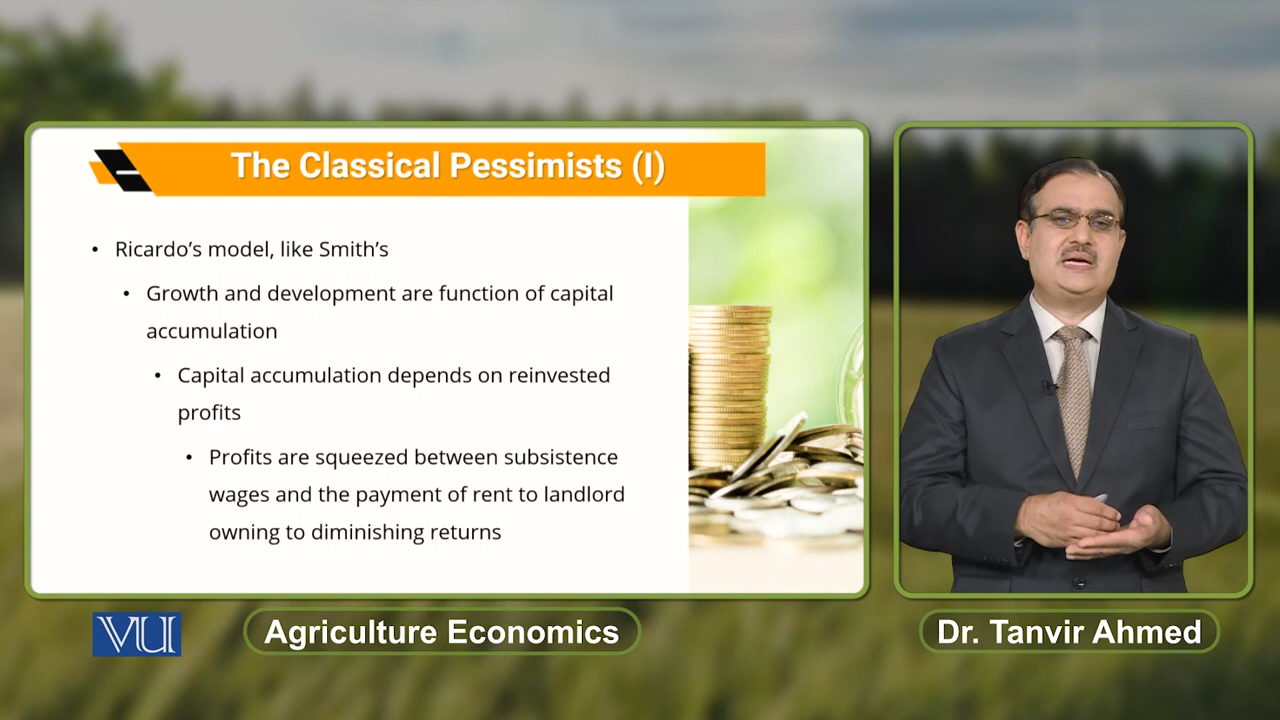 The Classical Pessimists (I)
• Ricardo’s model, like Smith’s
• Growth and development are function of capital
accumulation
• Capital accumulation depends on reinvested
profits
• Profits are squeezed between subsistence
wages and the payment of rent to landlord
owning to diminishing returns
VU
Agriculture Economics
Dr. Tanvir Ahmed